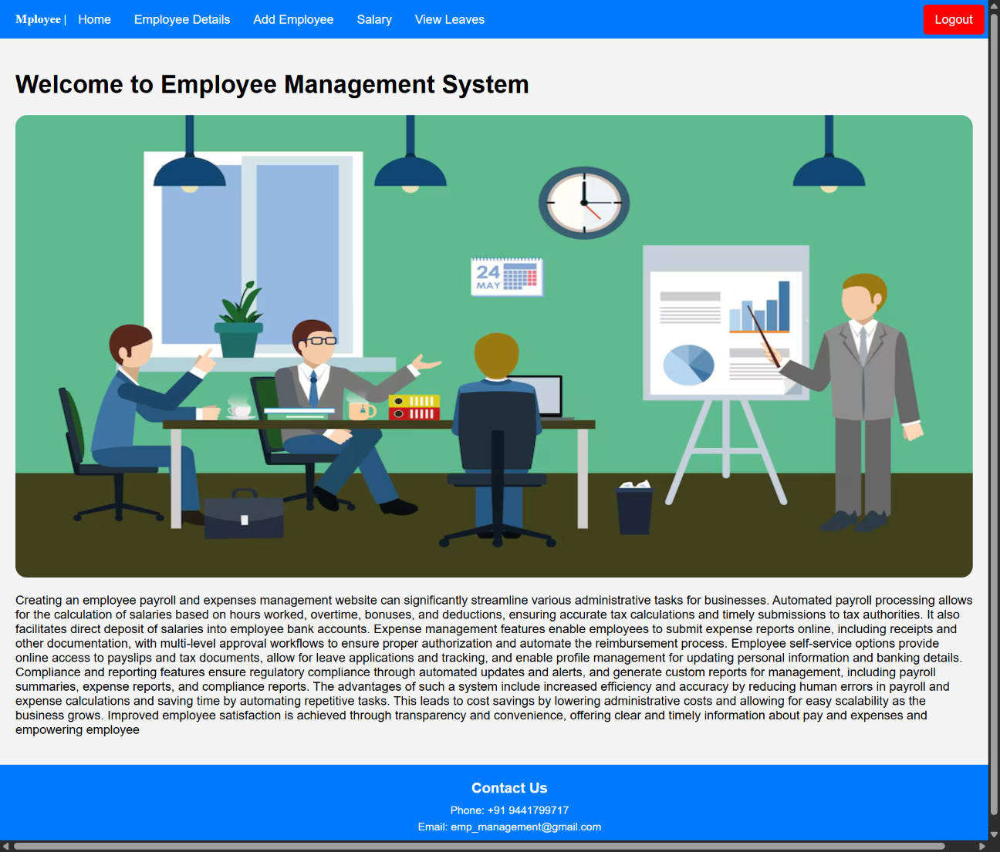 Mployee | Home Employee Details Add Employee Salary View Leaves Logout
Welcome to Employee Management System
24
MAY
Creating an employee payroll and expenses management website can significantly streamline various administrative tasks for businesses. Automated payroll processing allows
for the calculation of salaries based on hours worked, overtime, bonuses, and deductions, ensuring accurate tax calculations and timely submissions to tax authorities. It also
facilitates direct deposit of salaries into employee bank accounts. Expense management features enable employees to submit expense reports online, including receipts and
other documentation, with multi-level approval workflows to ensure proper authorization and automate the reimbursement process. Employee self-service options provide
online access to payslips and tax documents, allow for leave applications and tracking, and enable profile management for updating personal information and banking details.
Compliance and reporting features ensure regulatory compliance through automated updates and alerts, and generate custom reports for management, including payroll
summaries, expense reports, and compliance reports. The advantages of such a system include increased efficiency and accuracy by reducing human errors in payroll and
expense calculations and saving time by automating repetitive tasks. This leads to cost savings by lowering administrative costs and allowing for easy scalability as the
business grows. Improved employee satisfaction is achieved through transparency and convenience, offering clear and timely information about pay and expenses and
empowering employee
Contact Us
Phone: +91 9441799717
Email: emp_management@gmail.com